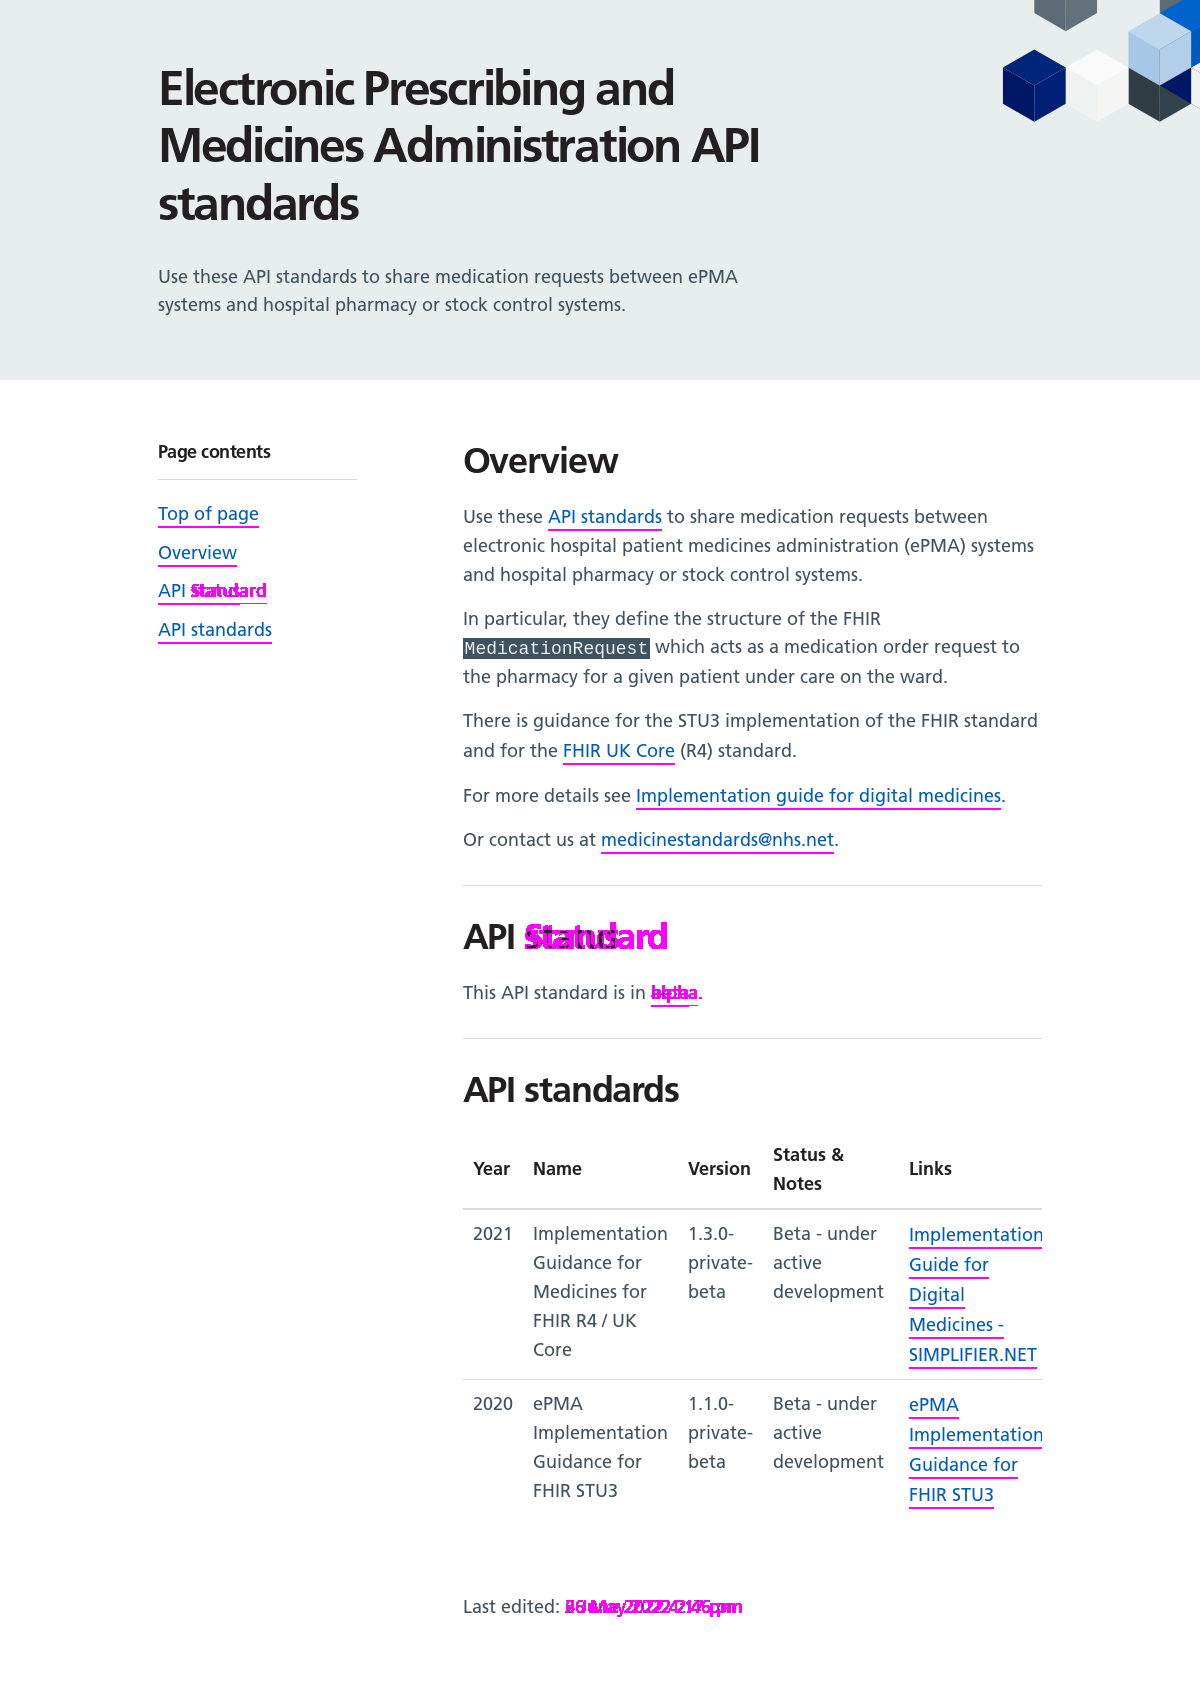 Electronic Prescribing and
Medicines Administration API
standards
Use these API standards to share medication requests between ePMA
systems and hospital pharmacy or stock control systems.
Page contents
Top of page
Overview
API
API standards
Overview
Use these API standards to share medication requests between
electronic hospital patient medicines administration (ePMA) systems
and hospital pharmacy or stock control systems.
In particular, they define the structure of the FHIR
MedicationRequest which acts as a medication order request to
the pharmacy for a given patient under care on the ward.
There is guidance for the STU3 implementation of the FHIR standard
and for the FHIR UK Core (R4) standard.
For more details see Implementation guide for digital medicines.
Or contact us at medicinestandards@nhs.net.
API
This API standard is in
API standards
Year Name Version Status & Notes Links
2021 Implementation Guidance for Medicines for FHIR R4 / UK Core 1.3.0-private-beta Beta - under active development Implementation Guide for Digital Medicines - SIMPLIFIER.NET
2020 ePMA Implementation Guidance for FHIR STU3 1.1.0-private-beta Beta - under active development ePMA Implementation Guidance for FHIR STU3
Last edited: